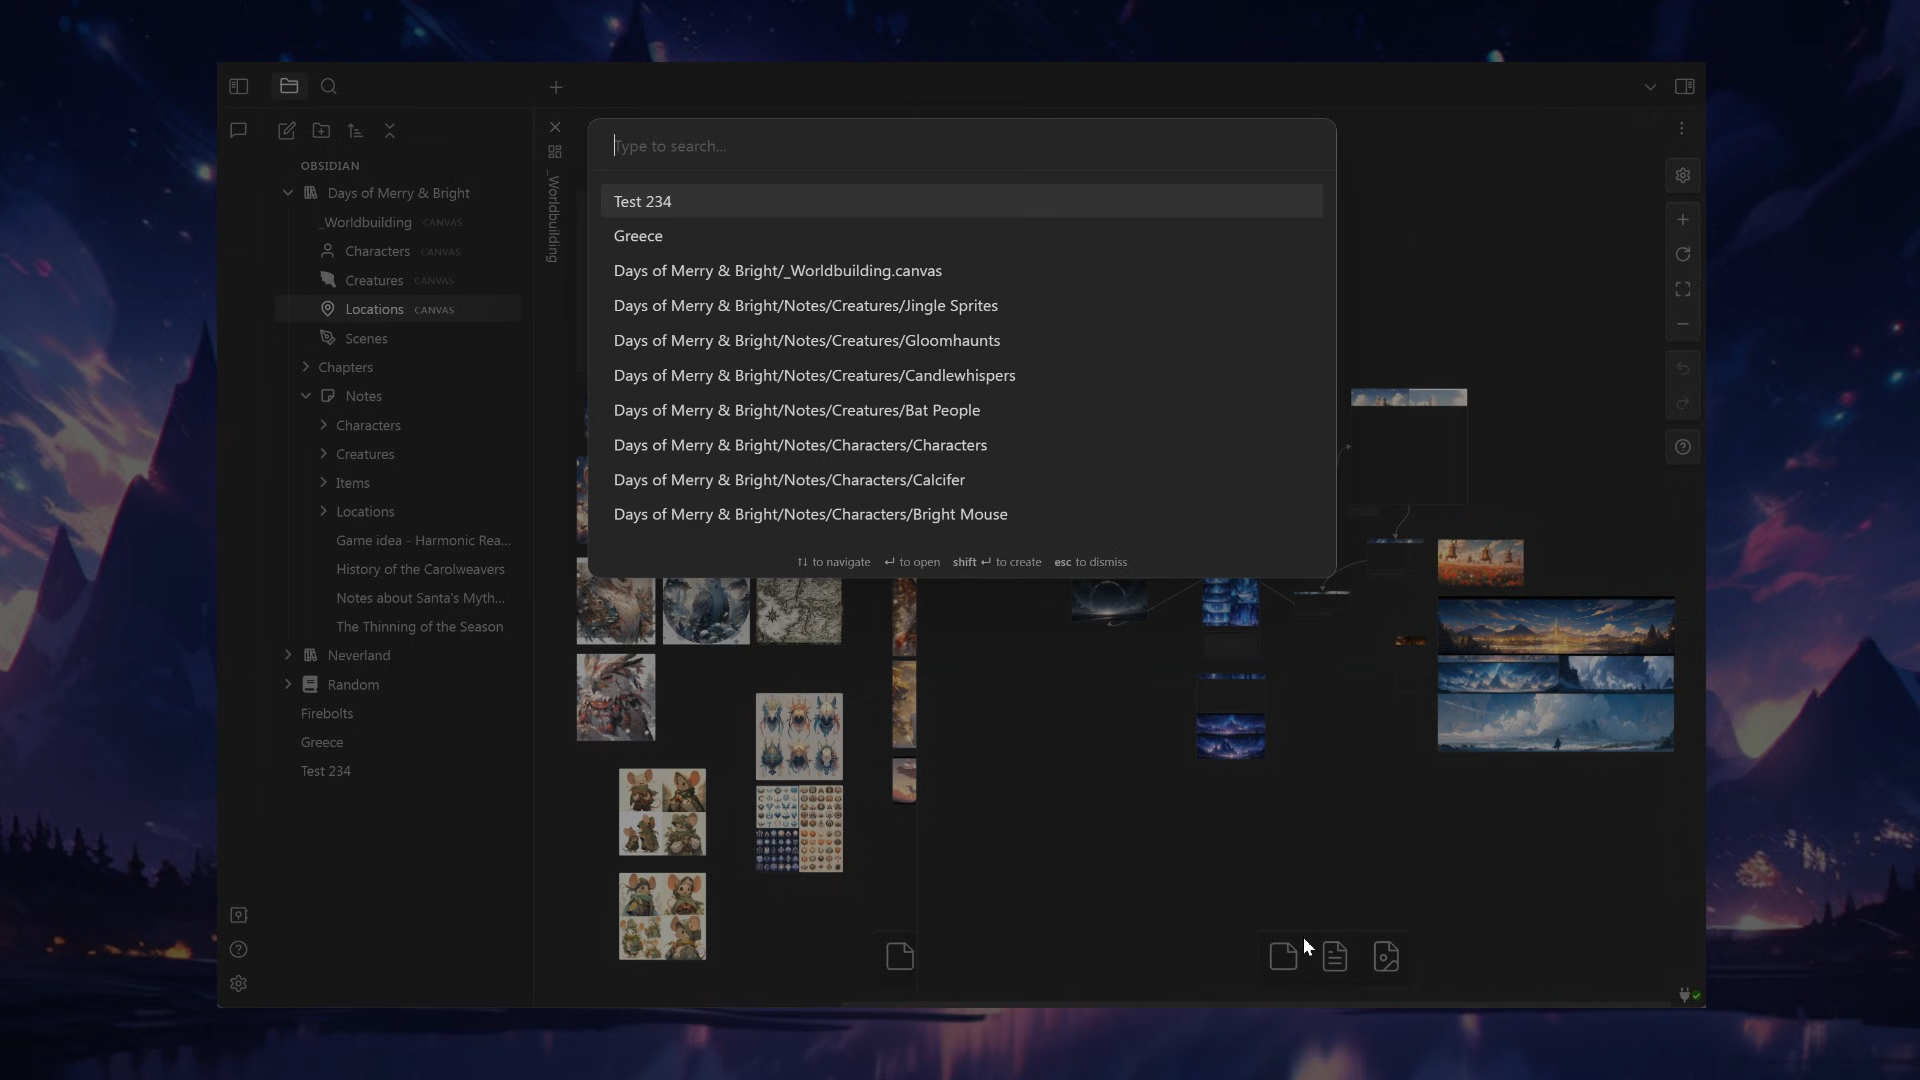 OBSIDIAN
Days of Merry & Bright
_Worldbuilding CANVAS
Characters CANVAS
Creatures CANVAS
Locations CANVAS
Scenes
Chapters
Notes
Characters
Creatures
Items
Locations
Game idea - Harmonic Rea...
History of the Carolweavers
Notes about Santa's Myth...
The Thinning of the Season
Neverland
Random
Firebolts
Greece
Test 234
_Worldbuilding
Type to search...
Test 234
Greece
Days of Merry & Bright/_Worldbuilding.canvas
Days of Merry & Bright/Notes/Creatures/Jingle Sprites
Days of Merry & Bright/Notes/Creatures/Gloomhaunts
Days of Merry & Bright/Notes/Creatures/Candlewhispers
Days of Merry & Bright/Notes/Creatures/Bat People
Days of Merry & Bright/Notes/Characters/Characters
Days of Merry & Bright/Notes/Characters/Calcifer
Days of Merry & Bright/Notes/Characters/Bright Mouse
↑↓ to navigate ↵ to open shift ↵ to create esc to dismiss